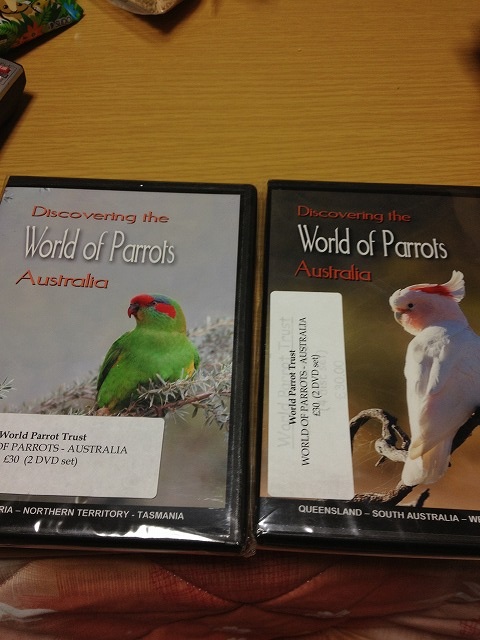 Discovering the
World of Parrots
Australia
World Parrot Trust
OF PARROTS - AUSTRALIA
£30 (2 DVD set)
RIA – NORTHERN TERRITORY - TASMANIA
Discovering the
World of Parrots
Australia
World Parrot Trust
WORLD OF PARROTS - AUSTRALIA
£30 (2 DVD set)
QUEENSLAND – SOUTH AUSTRALIA – WE